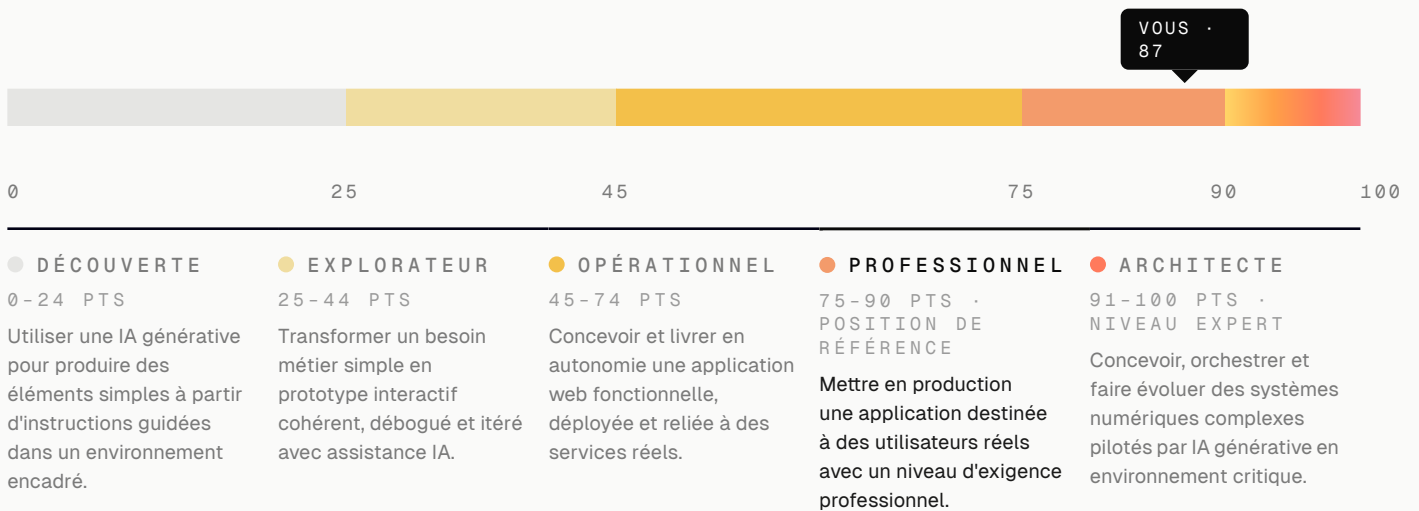 VOUS ·
87
0
25
45
75
90
100
DÉCOUVERTE
0–24 PTS
Utiliser une IA générative
pour produire des
éléments simples à partir
d'instructions guidées
dans un environnement
encadré.
EXPLORATEUR
25–44 PTS
Transformer un besoin
métier simple en
prototype interactif
cohérent, débogué et itéré
avec assistance IA.
OPÉRATIONNEL
45–74 PTS
Concevoir et livrer en
autonomie une application
web fonctionnelle,
déployée et reliée à des
services réels.
PROFESSIONNEL
75–90 PTS ·
POSITION DE
RÉFÉRENCE
Mettre en production
une application destinée
à des utilisateurs réels
avec un niveau d'exigence
professionnel.
ARCHITECTE
91–100 PTS ·
NIVEAU EXPERT
Concevoir, orchestrer et
faire évoluer des systèmes
numériques complexes
pilotés par IA générative en
environnement critique.